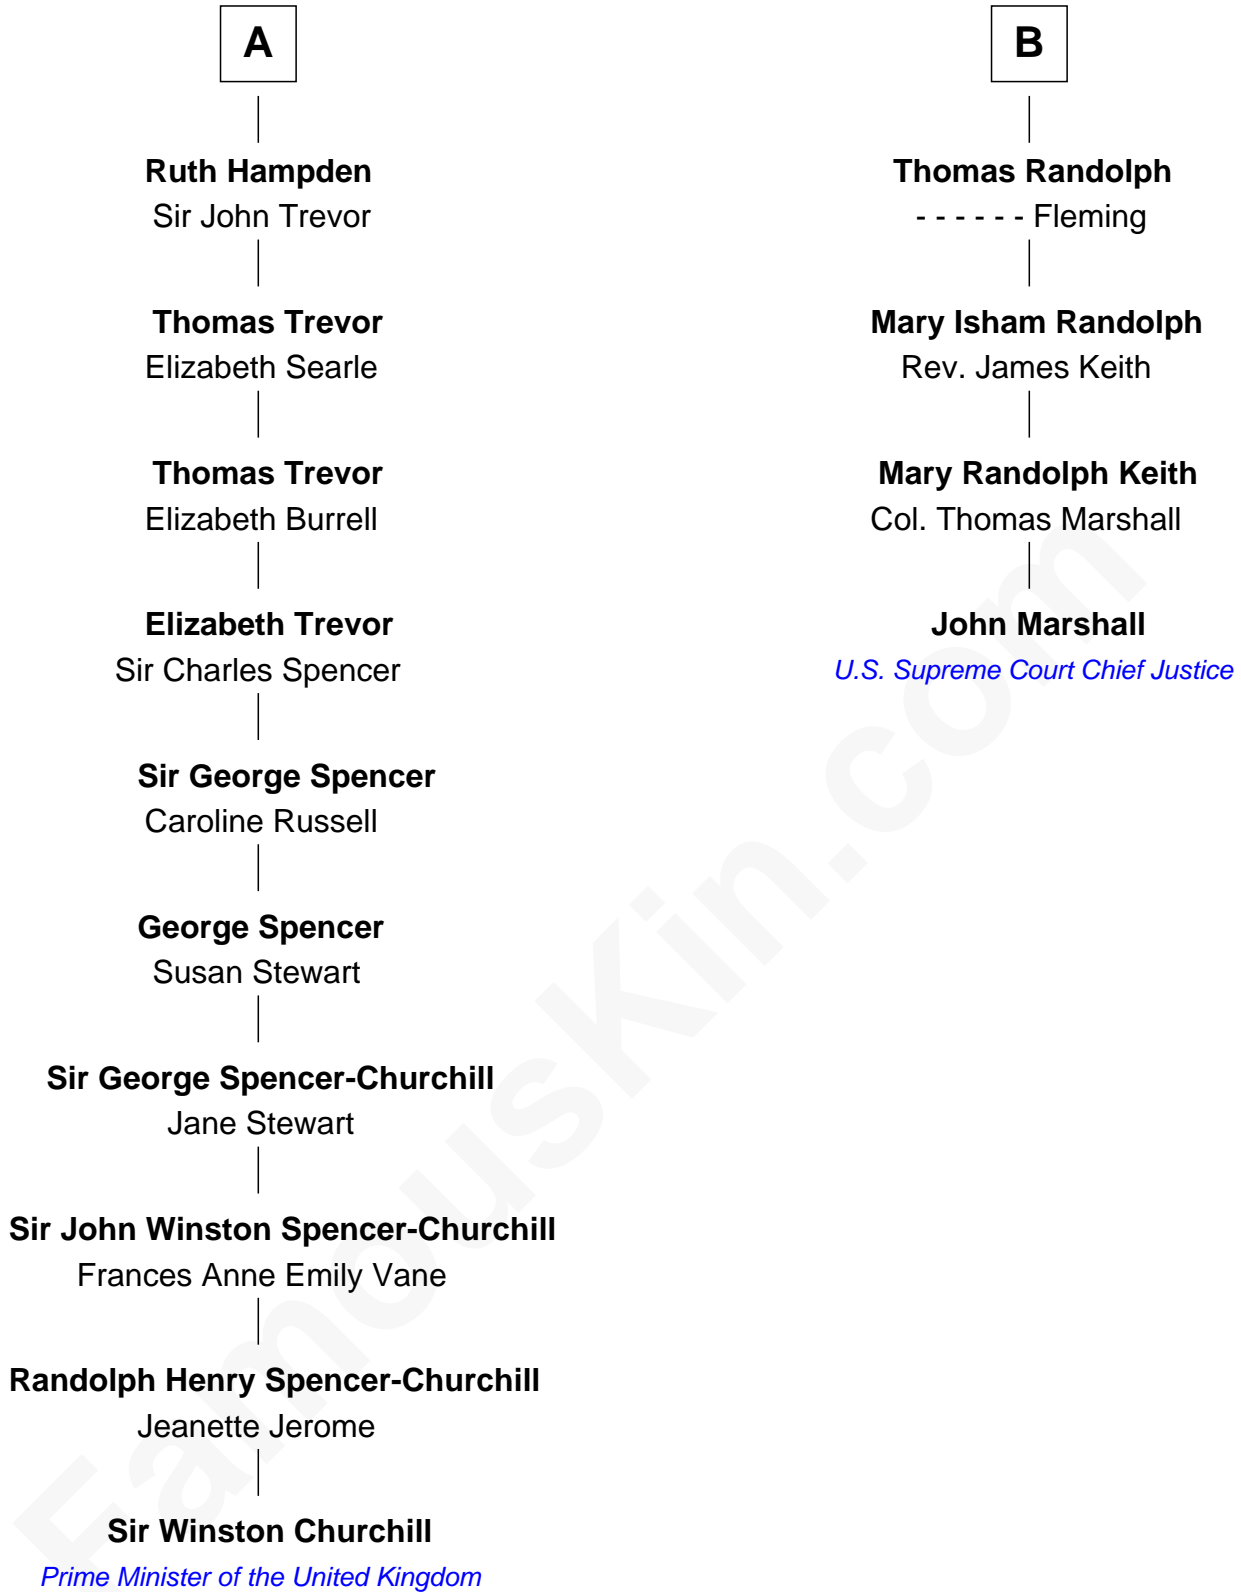 A
Ruth Hampden
Sir John Trevor
Thomas Trevor
Elizabeth Searle
Thomas Trevor
Elizabeth Burrell
Elizabeth Trevor
Sir Charles Spencer
Sir George Spencer
Caroline Russell
George Spencer
Susan Stewart
Sir George Spencer-Churchill
Jane Stewart
Sir John Winston Spencer-Churchill
Frances Anne Emily Vane
Randolph Henry Spencer-Churchill
Jeanette Jerome
Sir Winston Churchill
Prime Minister of the United Kingdom
B
Thomas Randolph
- - - - - - Fleming
Mary Isham Randolph
Rev. James Keith
Mary Randolph Keith
Col. Thomas Marshall
John Marshall
U.S. Supreme Court Chief Justice
FamousKin.com